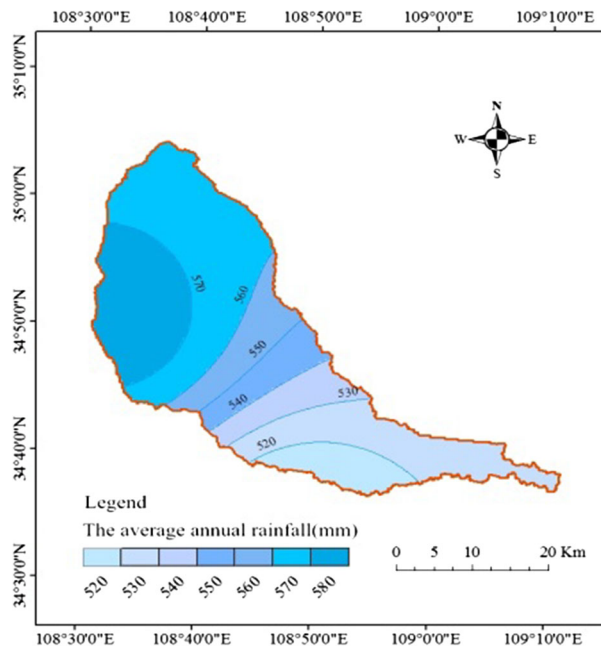 108°30'0"E 108°40'0"E 108°50'0"E 109°0'0"E 109°10'0"E
35°10'0"N
35°0'0"N
34°50'0"N
34°40'0"N
34°30'0"N
N
W E
S
570
560
550
540
530
520
Legend
The average annual rainfall(mm)
520 530 540 550 560 570 580
0 5 10 20 Km
108°30'0"E 108°40'0"E 108°50'0"E 109°0'0"E 109°10'0"E